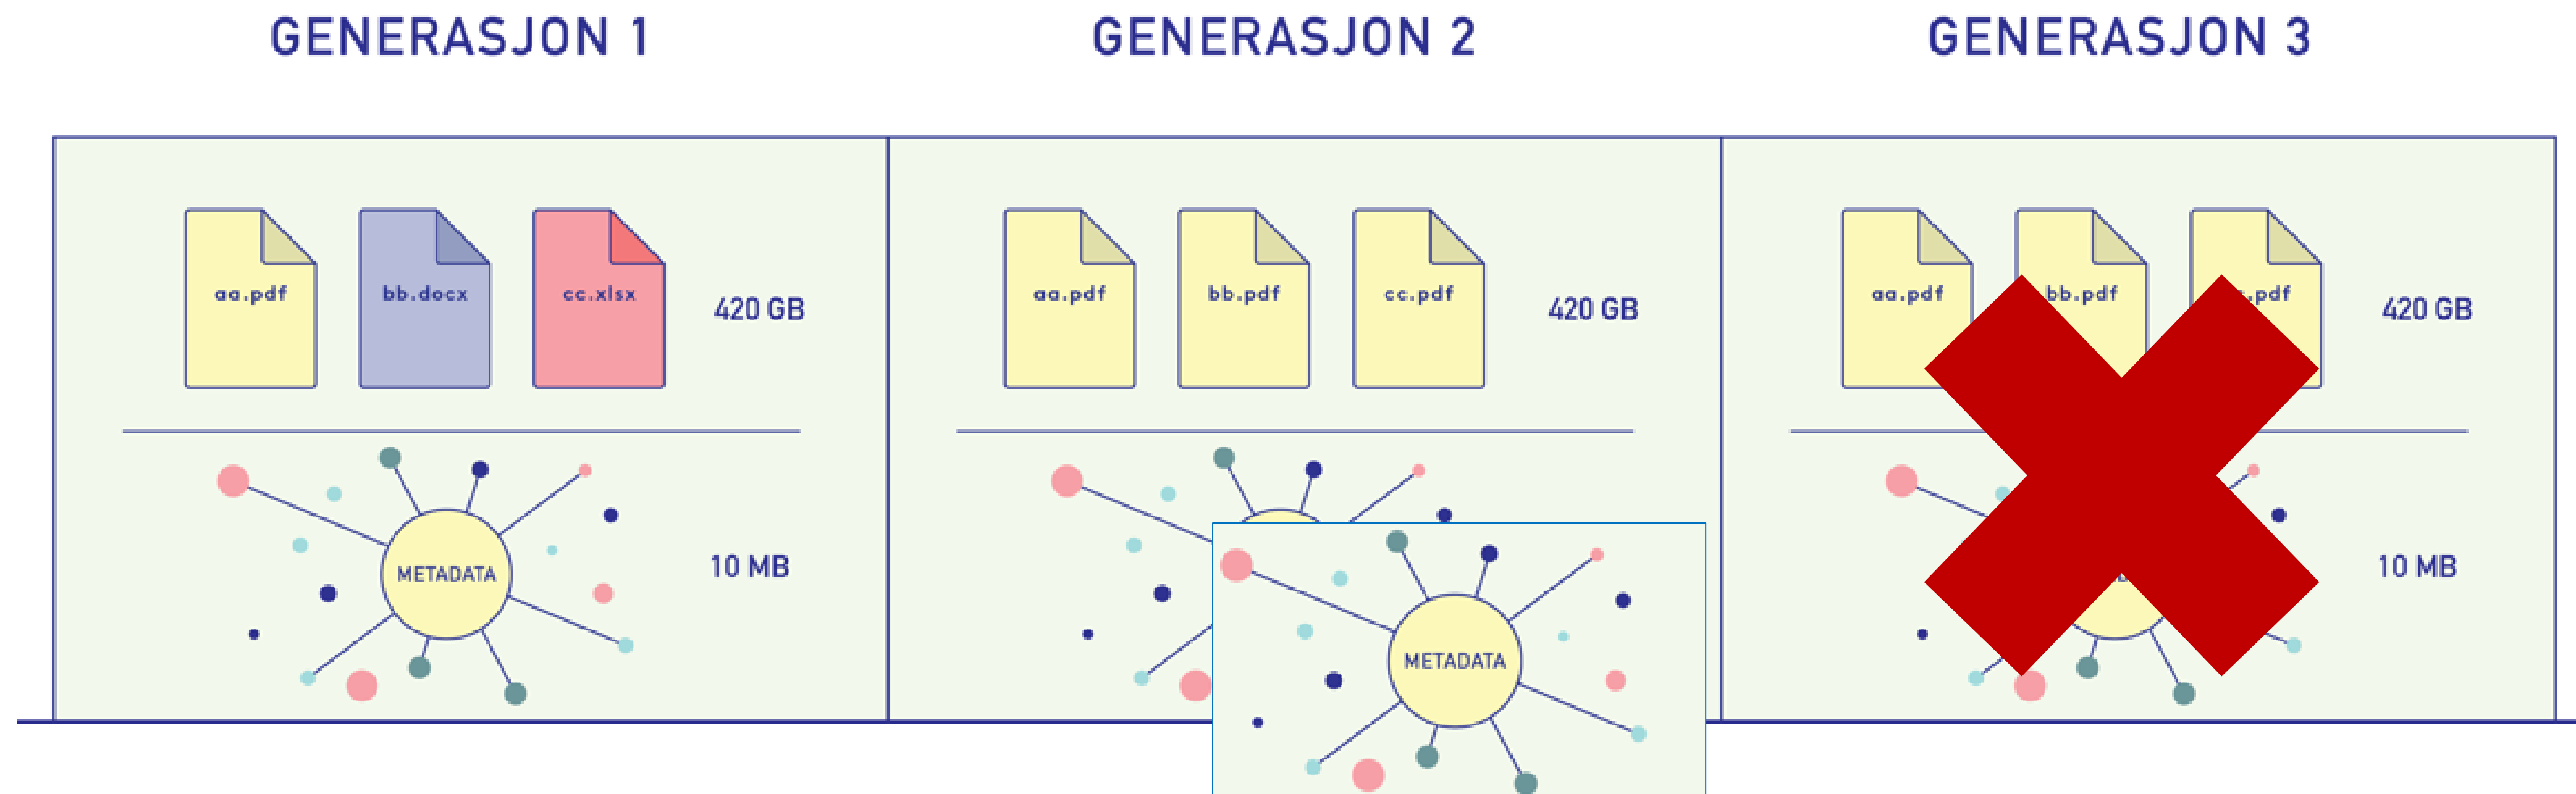 GENERASJON 1
GENERASJON 2
GENERASJON 3
aa.pdf
bb.docx
cc.xlsx
420 GB
aa.pdf
bb.pdf
cc.pdf
420 GB
aa.pdf
bb.pdf
.pdf
420 GB
METADATA
10 MB
METADATA
10 MB